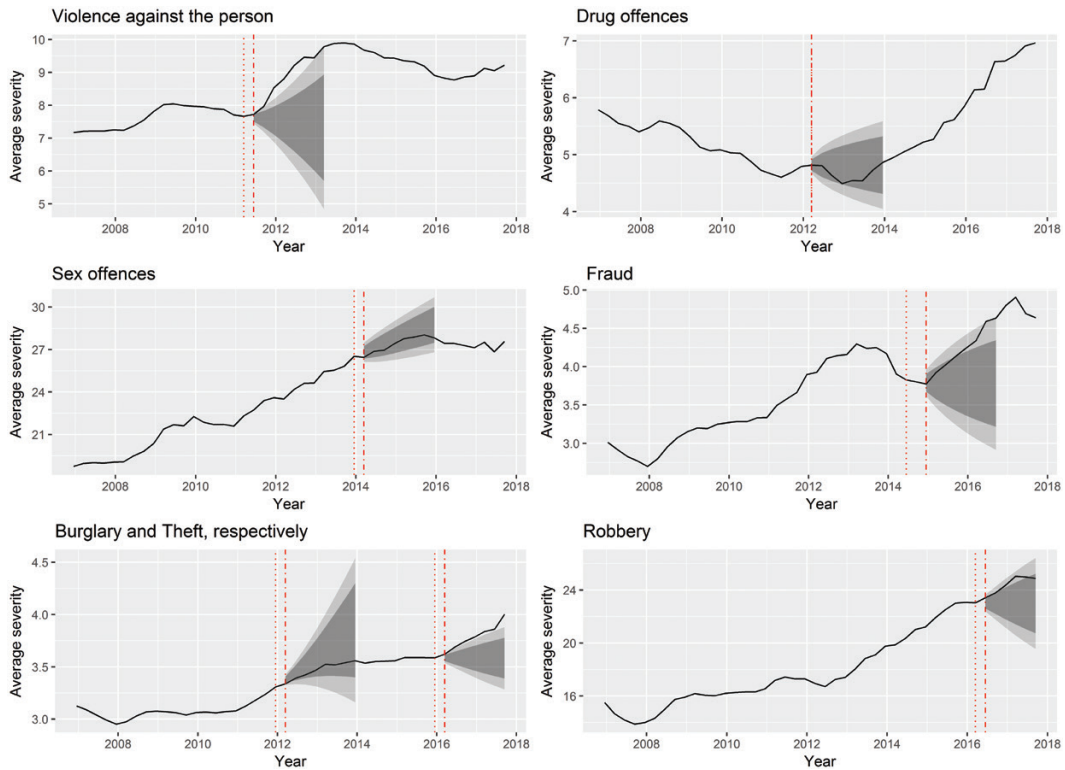 Violence against the person
10
9
8
7
6
5
Average severity
2008 2010 2012 2014 2016 2018
Year
Drug offences
7
6
5
4
Average severity
2008 2010 2012 2014 2016 2018
Year
Sex offences
30
27
24
21
Average severity
2008 2010 2012 2014 2016 2018
Year
Fraud
5.0
4.5
4.0
3.5
3.0
Average severity
2008 2010 2012 2014 2016 2018
Year
Burglary and Theft, respectively
4.5
4.0
3.5
3.0
Average severity
2008 2010 2012 2014 2016 2018
Year
Robbery
24
20
16
Average severity
2008 2010 2012 2014 2016 2018
Year